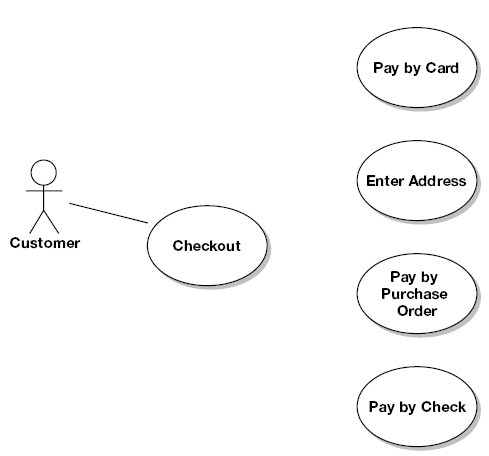 Pay by Card
Enter Address
Customer
Checkout
Pay by
Purchase
Order
Pay by Check